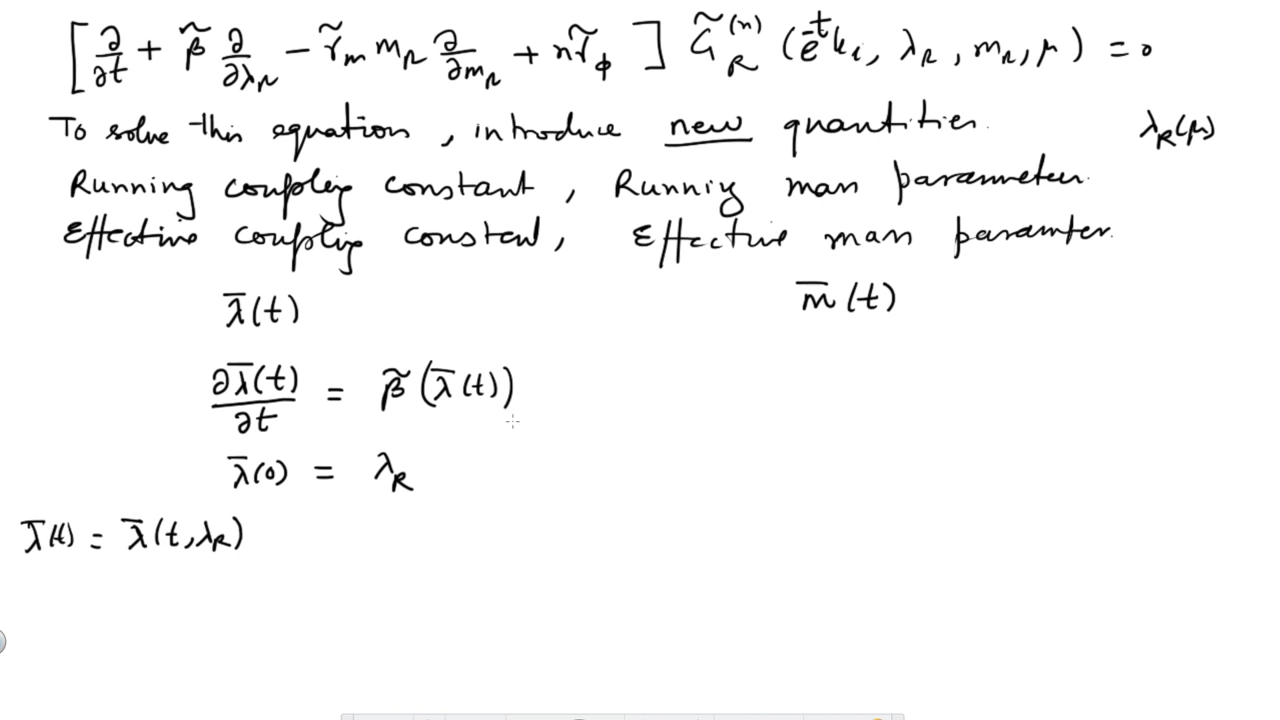 [∂/∂t + β̃ ∂/∂λ_R − γ̃_m m_R ∂/∂m_R + n γ̃_φ] G̃_R^(n) (e^-t k_i, λ_R, m_R, μ) = 0
To solve this equation, introduce new quantities. λ_R(μ)
Running coupling constant, Running mass parameter.
Effective coupling constant, Effective mass paramter.
λ̄(t) m̄(t)
∂λ̄(t)/∂t = β̃(λ̄(t))
λ̄(0) = λ_R
λ̄(t) = λ̄(t, λ_R)